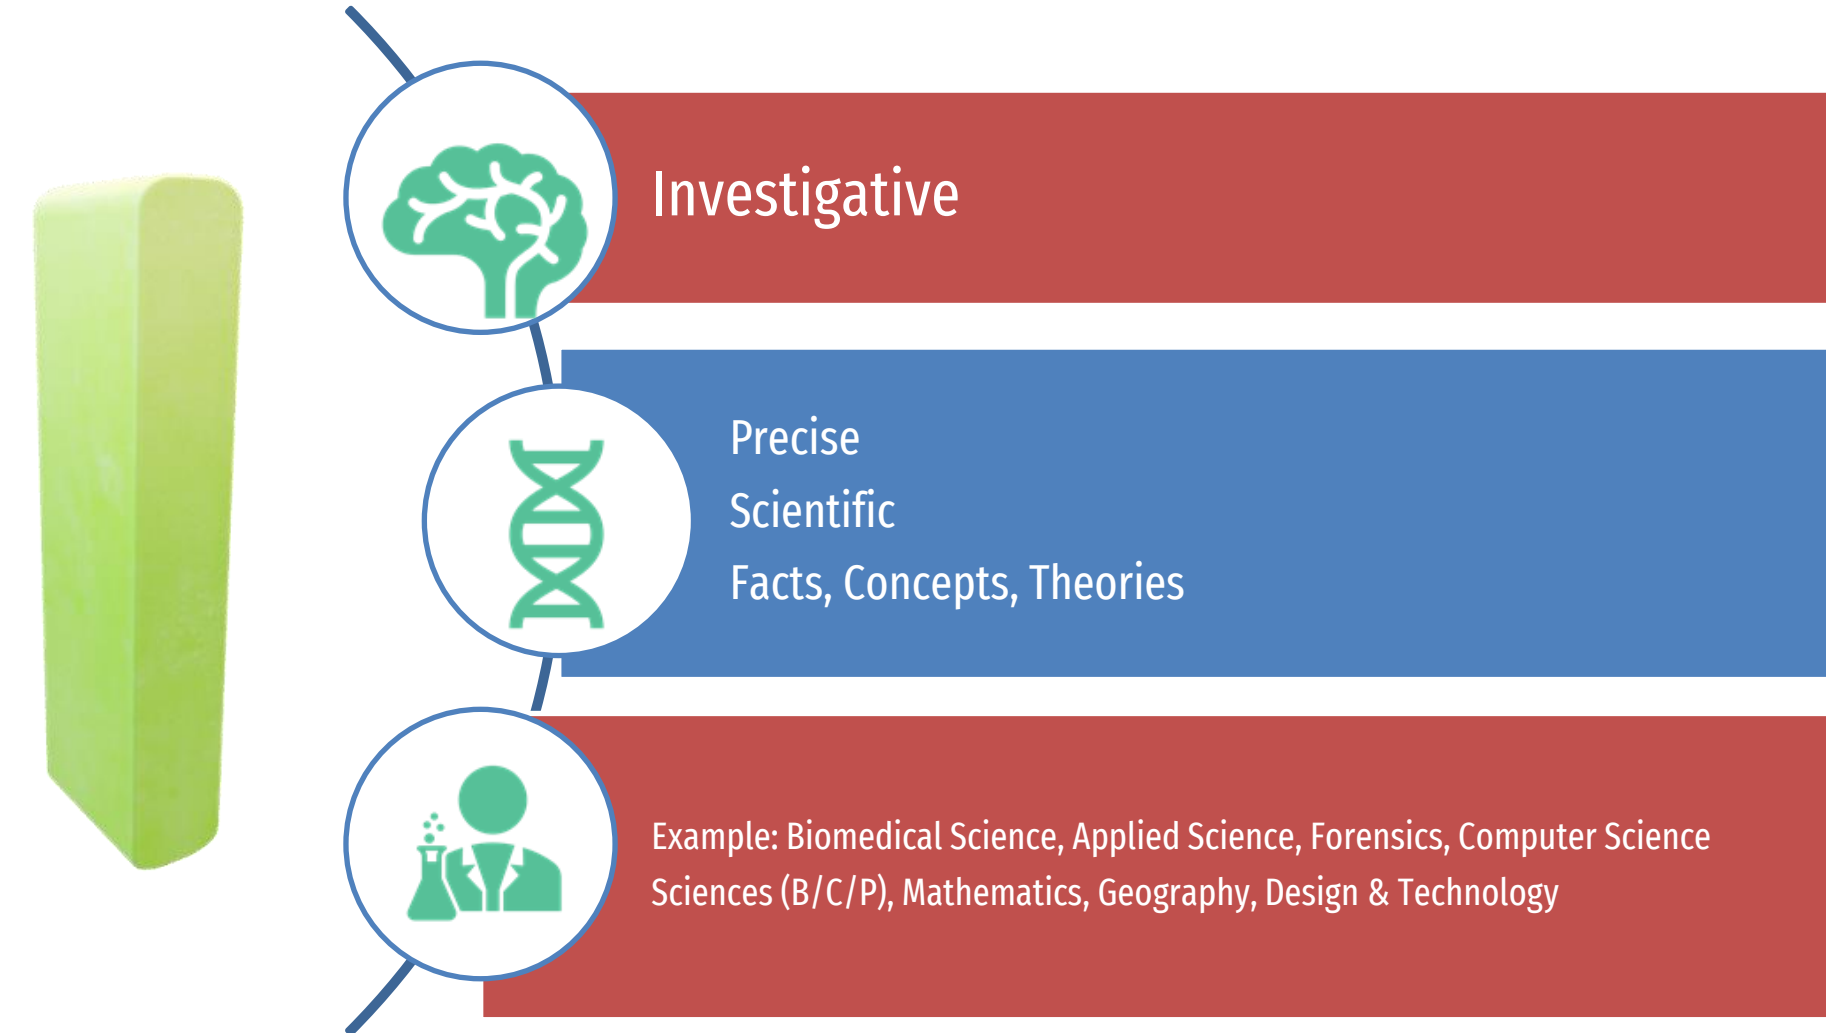 I
Investigative
Precise
Scientific
Facts, Concepts, Theories
Example: Biomedical Science, Applied Science, Forensics, Computer Science
Sciences (B/C/P), Mathematics, Geography, Design & Technology